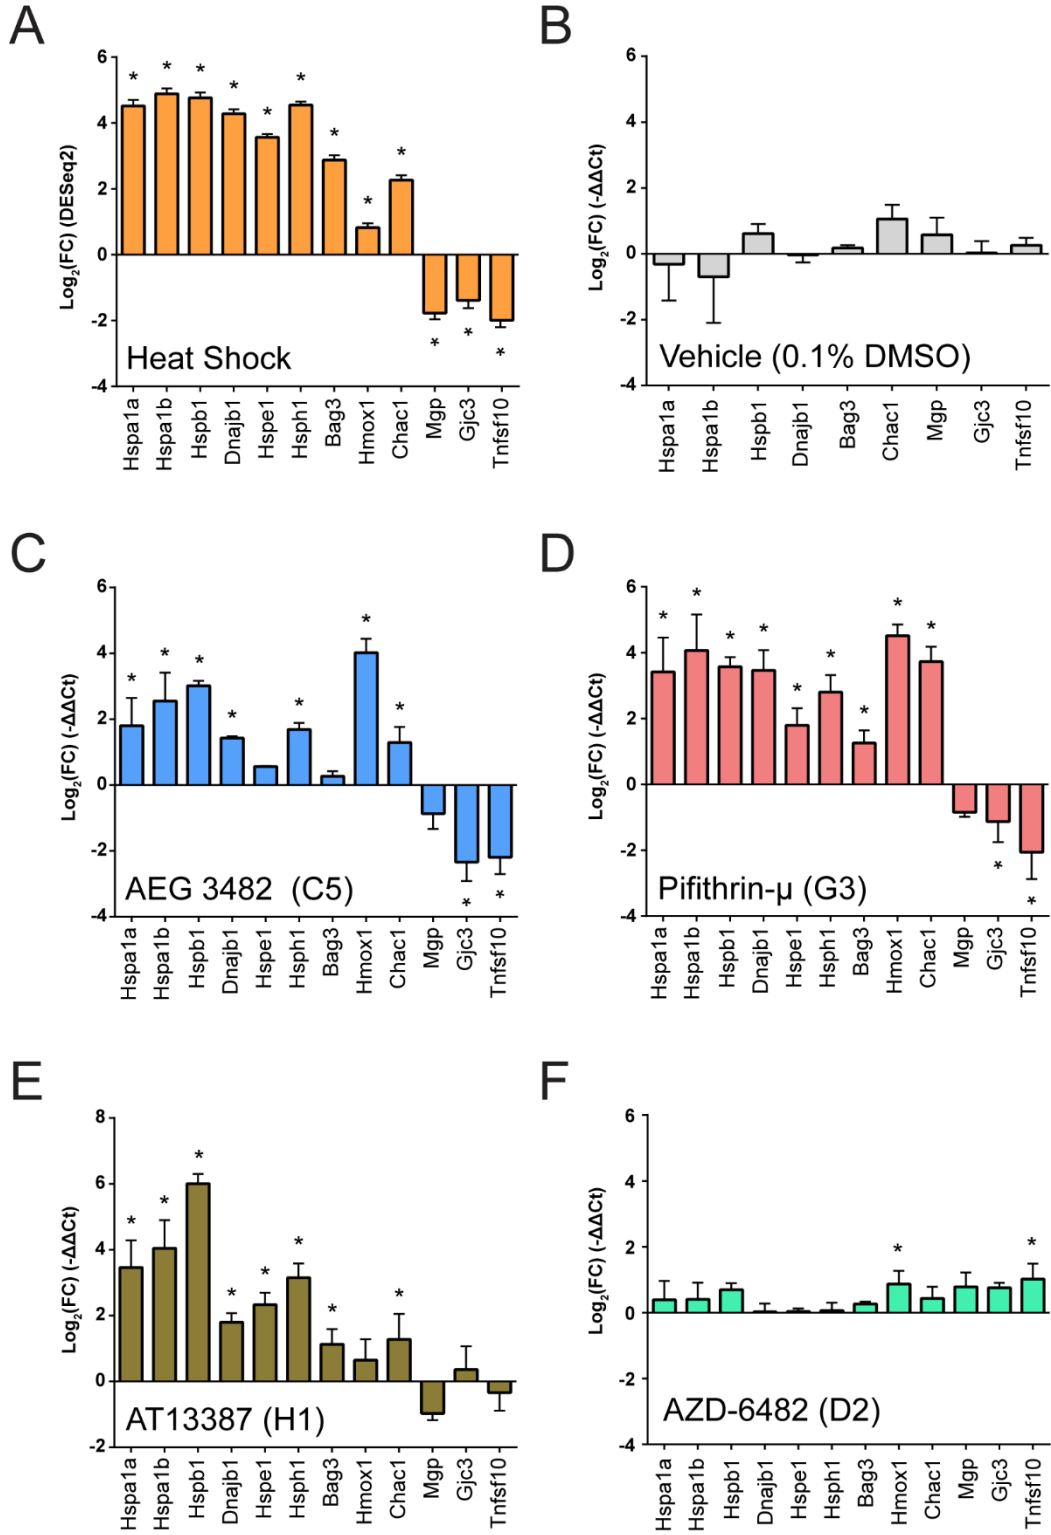 A
Log2(FC) (DESeq2)
6
4
2
0
-2
-4
* * * * * * * * * * * *
Heat Shock
Hspa1a Hspa1b Hspb1 Dnajb1 Hspe1 Hsph1 Bag3 Hmox1 Chac1 Mgp Gjc3 Tnfsf10
B
Log2(FC) (-ΔΔCt)
6
4
2
0
-2
-4
Vehicle (0.1% DMSO)
Hspa1a Hspa1b Hspb1 Dnajb1 Bag3 Chac1 Mgp Gjc3 Tnfsf10
C
Log2(FC) (-ΔΔCt)
6
4
2
0
-2
-4
* * * * * * * * *
AEG 3482 (C5)
Hspa1a Hspa1b Hspb1 Dnajb1 Hspe1 Hsph1 Bag3 Hmox1 Chac1 Mgp Gjc3 Tnfsf10
D
Log2(FC) (-ΔΔCt)
6
4
2
0
-2
-4
* * * * * * * * * * *
Pifithrin-μ (G3)
Hspa1a Hspa1b Hspb1 Dnajb1 Hspe1 Hsph1 Bag3 Hmox1 Chac1 Mgp Gjc3 Tnfsf10
E
Log2(FC) (-ΔΔCt)
8
6
4
2
0
-2
* * * * * * * *
AT13387 (H1)
Hspa1a Hspa1b Hspb1 Dnajb1 Hspe1 Hsph1 Bag3 Hmox1 Chac1 Mgp Gjc3 Tnfsf10
F
Log2(FC) (-ΔΔCt)
6
4
2
0
-2
-4
* *
AZD-6482 (D2)
Hspa1a Hspa1b Hspb1 Dnajb1 Hspe1 Hsph1 Bag3 Hmox1 Chac1 Mgp Gjc3 Tnfsf10